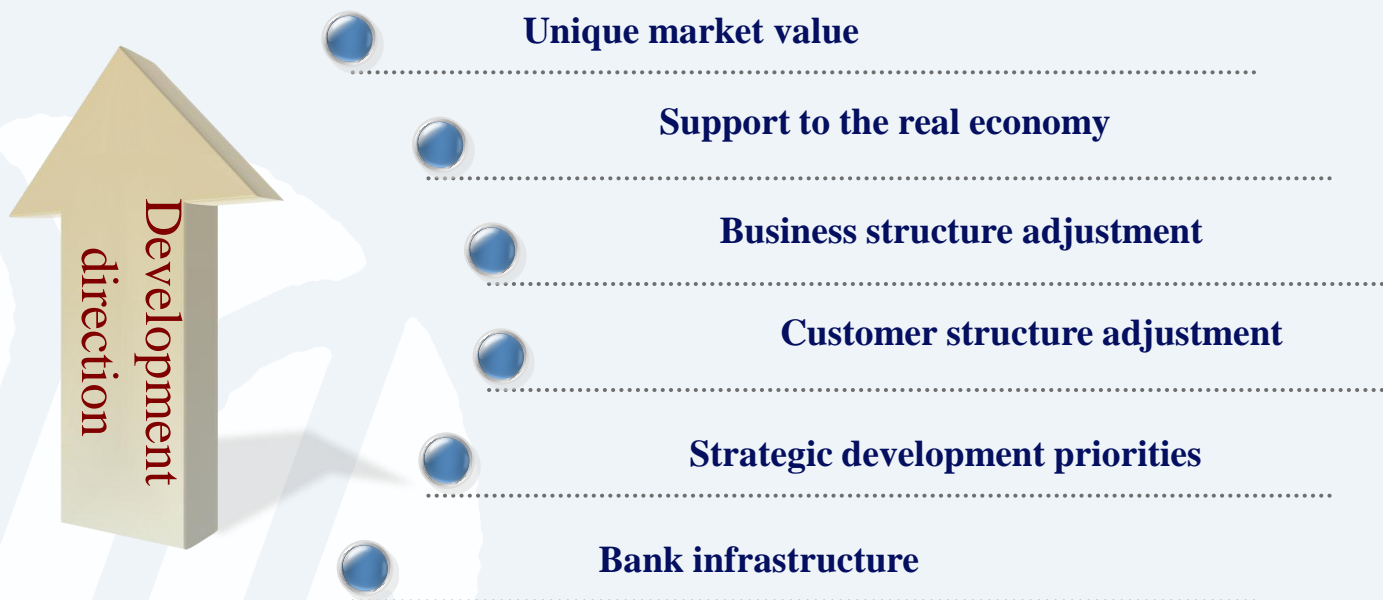 Unique market value
Support to the real economy
Business structure adjustment
Customer structure adjustment
Strategic development priorities
Bank infrastructure
Development
direction